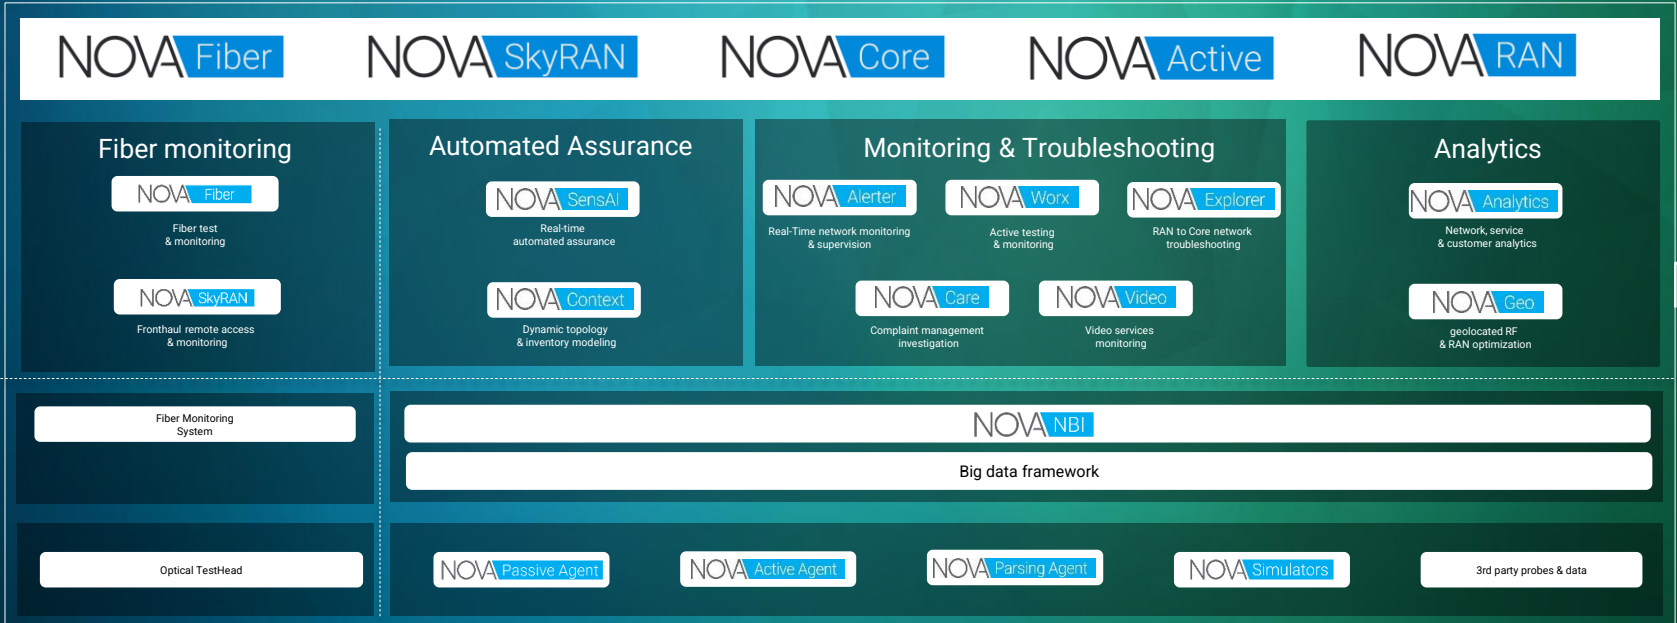 NOVA Fiber
NOVA SkyRAN
NOVA Core
NOVA Active
NOVA RAN
Fiber monitoring
NOVA Fiber
Fiber test
& monitoring
NOVA SkyRAN
Fronthaul remote access
& monitoring
Automated Assurance
NOVA SensAI
Real-time
automated assurance
NOVA Context
Dynamic topology
& inventory modeling
Monitoring & Troubleshooting
NOVA Alerter
Real-Time network monitoring
& supervision
NOVA Worx
Active testing
& monitoring
NOVA Explorer
RAN to Core network
troubleshooting
NOVA Care
Complaint management
investigation
NOVA Video
Video services
monitoring
Analytics
NOVA Analytics
Network, service
& customer analytics
NOVA Geo
geolocated RF
& RAN optimization
Fiber Monitoring
System
NOVA NBI
Big data framework
Optical TestHead
NOVA Passive Agent
NOVA Active Agent
NOVA Parsing Agent
NOVA Simulators
3rd party probes & data